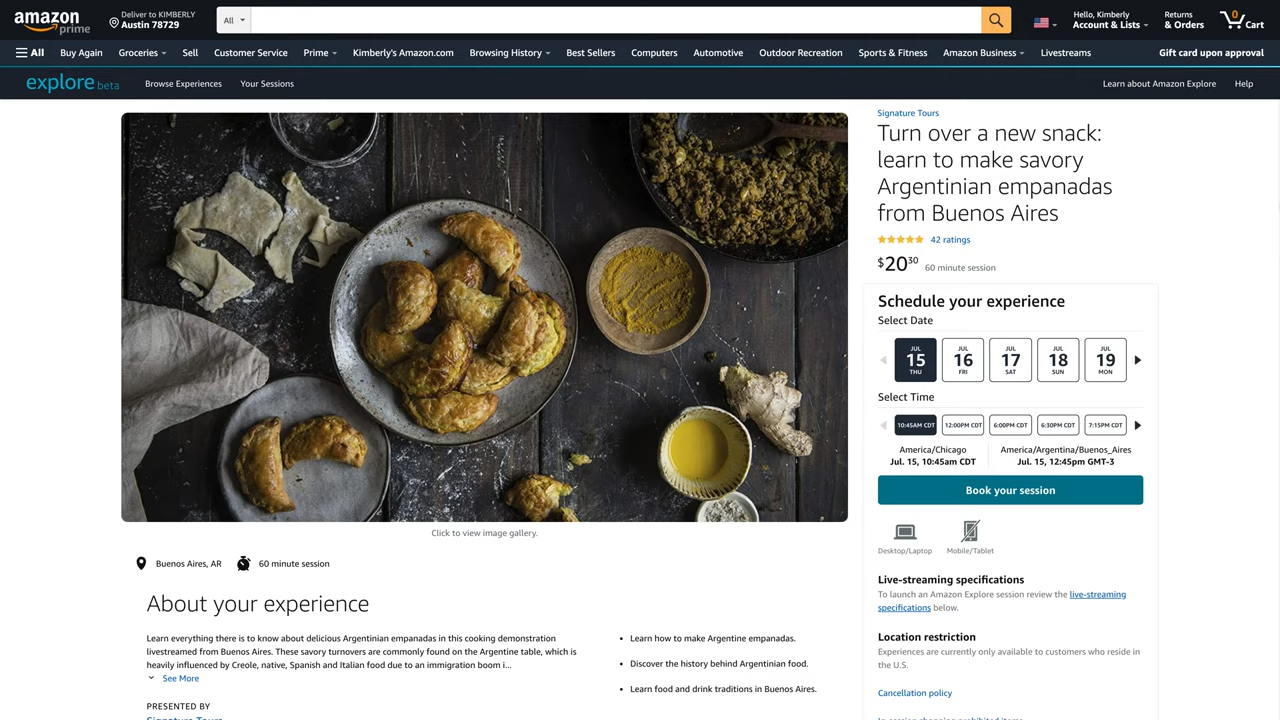 amazon prime
Deliver to KIMBERLY
Austin 78729
All
Hello, Kimberly
Account & Lists
Returns
& Orders
0
Cart
All
Buy Again
Groceries
Sell
Customer Service
Prime
Kimberly's Amazon.com
Browsing History
Best Sellers
Computers
Automotive
Outdoor Recreation
Sports & Fitness
Amazon Business
Livestreams
Gift card upon approval
explore beta
Browse Experiences
Your Sessions
Learn about Amazon Explore
Help
Signature Tours
Turn over a new snack:
learn to make savory
Argentinian empanadas
from Buenos Aires
42 ratings
$20 30 60 minute session
Schedule your experience
Select Date
JUL 15 THU
JUL 16 FRI
JUL 17 SAT
JUL 18 SUN
JUL 19 MON
Select Time
10:45AM CDT
12:00PM CDT
6:00PM CDT
6:30PM CDT
7:15PM CDT
America/Chicago
Jul. 15, 10:45am CDT
America/Argentina/Buenos_Aires
Jul. 15, 12:45pm GMT-3
Book your session
Desktop/Laptop
Mobile/Tablet
Live-streaming specifications
To launch an Amazon Explore session review the live-streaming
specifications below.
Location restriction
Experiences are currently only available to customers who reside in
the U.S.
Cancellation policy
Click to view image gallery.
Buenos Aires, AR
60 minute session
About your experience
Learn everything there is to know about delicious Argentinian empanadas in this cooking demonstration
livestreamed from Buenos Aires. These savory turnovers are commonly found on the Argentine table, which is
heavily influenced by Creole, native, Spanish and Italian food due to an immigration boom i...
See More
• Learn how to make Argentine empanadas.
• Discover the history behind Argentinian food.
• Learn food and drink traditions in Buenos Aires.
PRESENTED BY
Signature Tours